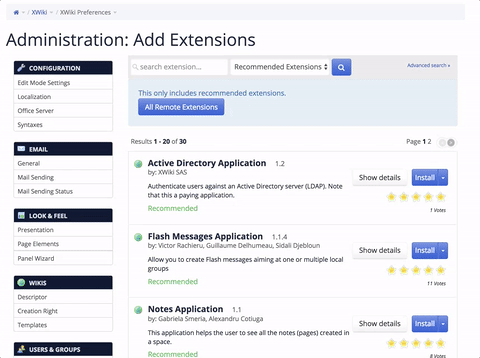 / XWiki / XWiki Preferences
Administration: Add Extensions
CONFIGURATION
Edit Mode Settings
Localization
Office Server
Syntaxes
EMAIL
General
Mail Sending
Mail Sending Status
LOOK & FEEL
Presentation
Page Elements
Panel Wizard
WIKIS
Descriptor
Creation Right
Templates
USERS & GROUPS
search extension...
Recommended Extensions
Advanced search »
This only includes recommended extensions.
All Remote Extensions
Results 1 - 20 of 30
Page 1 2
Active Directory Application 1.2
by: XWiki SAS
Authenticate users against an Active Directory server (LDAP). Note
that this a paying application.
Recommended
Show details
Install
1 Votes
Flash Messages Application 1.1.4
by: Victor Rachieru, Guillaume Delhumeau, Sidali Djebloun
Allow you to create Flash messages aiming at one or multiple local
groups
Recommended
Show details
Install
11 Votes
Notes Application 1.1
by: Gabriela Smeria, Alexandru Cotiuga
This application helps the user to see all the notes (pages) created in
a space.
Recommended
Show details
Install
8 Votes